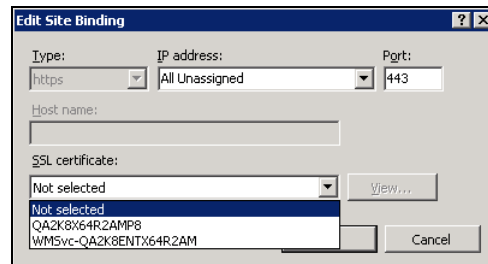 Edit Site Binding
Type: IP address: Port:
https All Unassigned 443
Host name:
SSL certificate:
Not selected View...
Not selected
QA2K8X64R2AMP8
WMSvc-QA2K8ENTX64R2AM
Cancel